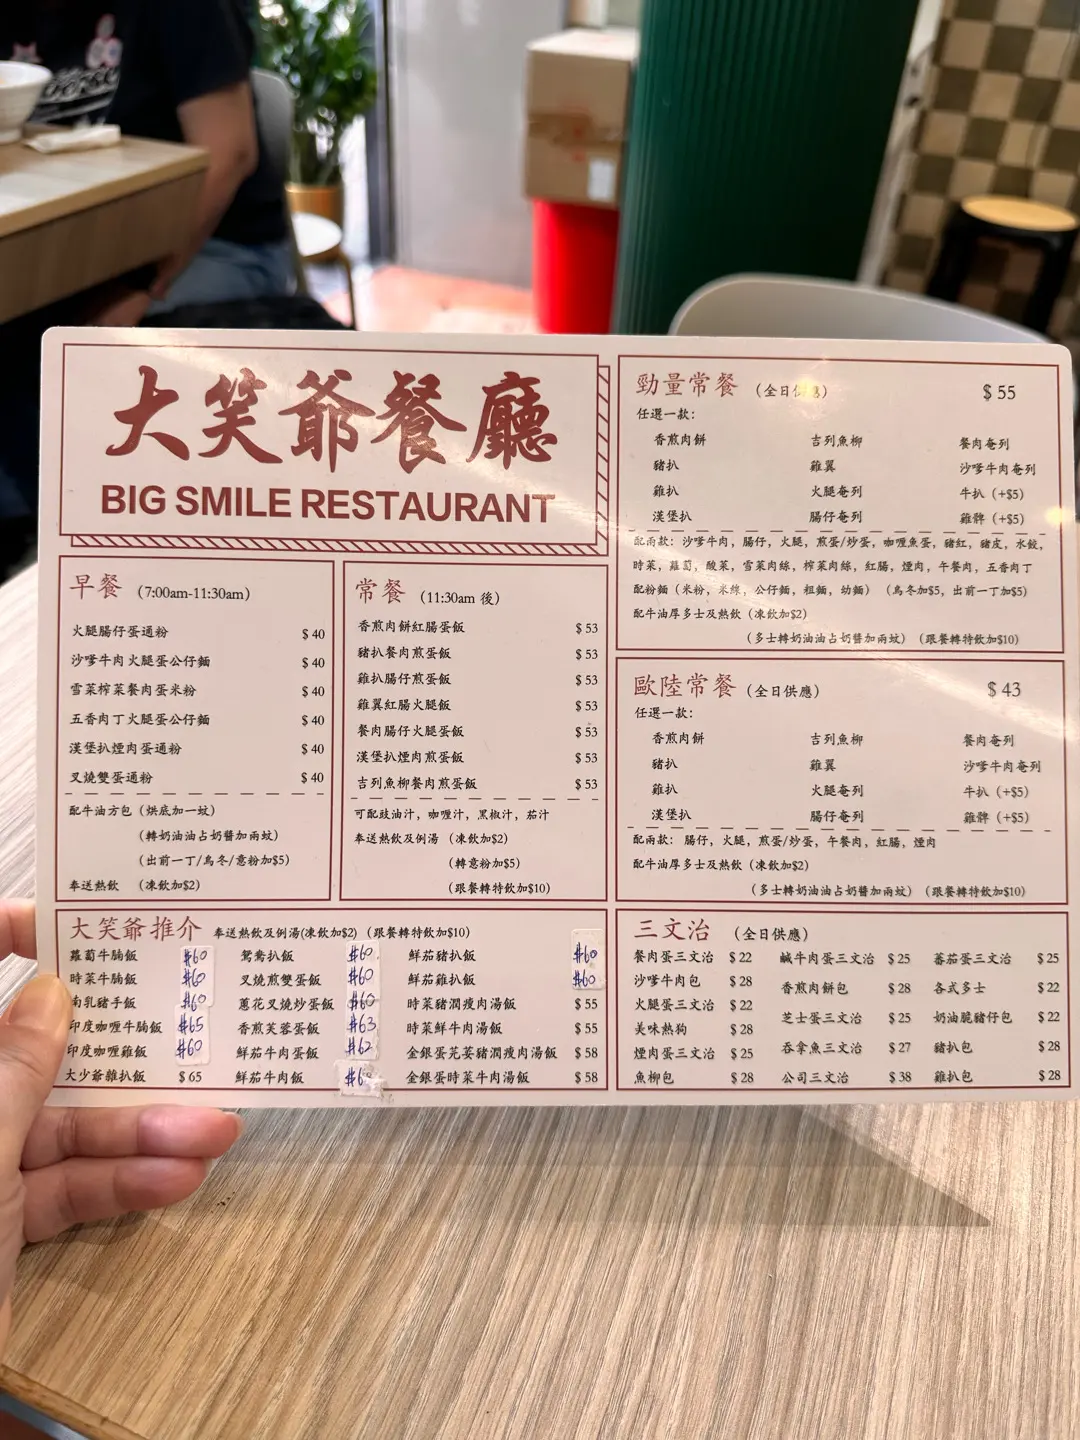 大笑爺餐廳
BIG SMILE RESTAURANT
早餐 (7:00am-11:30am)
火腿腸仔蛋通粉 $40
沙嗲牛肉火腿蛋公仔麵 $40
雪菜榨菜餐肉蛋米粉 $40
五香肉丁火腿蛋公仔麵 $40
漢堡扒煙肉蛋通粉 $40
叉燒雙蛋通粉 $40
配牛油方包 (烘底加一蚊)
(轉奶油油占奶醬加兩蚊)
(出前一丁/烏冬/意粉加$5)
奉送熱飲 (凍飲加$2)
常餐 (11:30am 後)
香煎肉餅紅腸蛋飯 $53
豬扒餐肉煎蛋飯 $53
雞扒腸仔煎蛋飯 $53
雞翼紅腸火腿飯 $53
餐肉腸仔火腿蛋飯 $53
漢堡扒煙肉煎蛋飯 $53
吉列魚柳餐肉煎蛋飯 $53
可配豉油汁, 咖喱汁, 黑椒汁, 茄汁
奉送熱飲及例湯 (凍飲加$2)
(轉意粉加$5)
(跟餐轉特飲加$10)
大笑爺推介 奉送熱飲及例湯(凍飲加$2) (跟餐轉特飲加$10)
蘿蔔牛腩飯 $60 鴛鴦扒飯 $60 鮮茄豬扒飯 $60
時菜牛腩飯 $60 叉燒煎雙蛋飯 $60 鮮茄雞扒飯 $60
南乳豬手飯 $60 蔥花叉燒炒蛋飯 $60 時菜豬潤瘦肉湯飯 $55
印度咖喱牛腩飯 $65 香煎芙蓉蛋飯 $63 時菜鮮牛肉湯飯 $55
印度咖喱雞飯 $60 鮮茄牛肉蛋飯 $62 金銀蛋芫荽豬潤瘦肉湯飯 $58
大少爺雜扒飯 $65 鮮茄牛肉飯 金銀蛋時菜牛肉湯飯 $58
勁量常餐 (全日供應) $55
任選一款:
香煎肉餅 吉列魚柳 餐肉奄列
豬扒 雞翼 沙嗲牛肉奄列
雞扒 火腿奄列 牛扒 (+$5)
漢堡扒 腸仔奄列 雞髀 (+$5)
配兩款: 沙嗲牛肉, 腸仔, 火腿, 煎蛋/炒蛋, 咖喱魚蛋, 豬紅, 豬皮, 水餃,
時菜, 蘿蔔, 酸菜, 雪菜肉絲, 榨菜肉絲, 紅腸, 煙肉, 午餐肉, 五香肉丁
配粉麵 (米粉, 米線, 公仔麵, 粗麵, 幼麵) (烏冬加$5, 出前一丁加$5)
配牛油厚多士及熱飲 (凍飲加$2)
(多士轉奶油油占奶醬加兩蚊) (跟餐轉特飲加$10)
歐陸常餐 (全日供應) $43
任選一款:
香煎肉餅 吉列魚柳 餐肉奄列
豬扒 雞翼 沙嗲牛肉奄列
雞扒 火腿奄列 牛扒 (+$5)
漢堡扒 腸仔奄列 雞髀 (+$5)
配兩款: 腸仔, 火腿, 煎蛋/炒蛋, 午餐肉, 紅腸, 煙肉
配牛油厚多士及熱飲 (凍飲加$2)
(多士轉奶油油占奶醬加兩蚊) (跟餐轉特飲加$10)
三文治 (全日供應)
餐肉蛋三文治 $22 鹹牛肉蛋三文治 $25 蕃茄蛋三文治 $25
沙嗲牛肉包 $28 香煎肉餅包 $28 各式多士 $22
火腿蛋三文治 $22 芝士蛋三文治 $25 奶油脆豬仔包 $22
美味熱狗 $28 吞拿魚三文治 $27 豬扒包 $28
煙肉蛋三文治 $25 公司三文治 $38 雞扒包 $28
魚柳包 $28